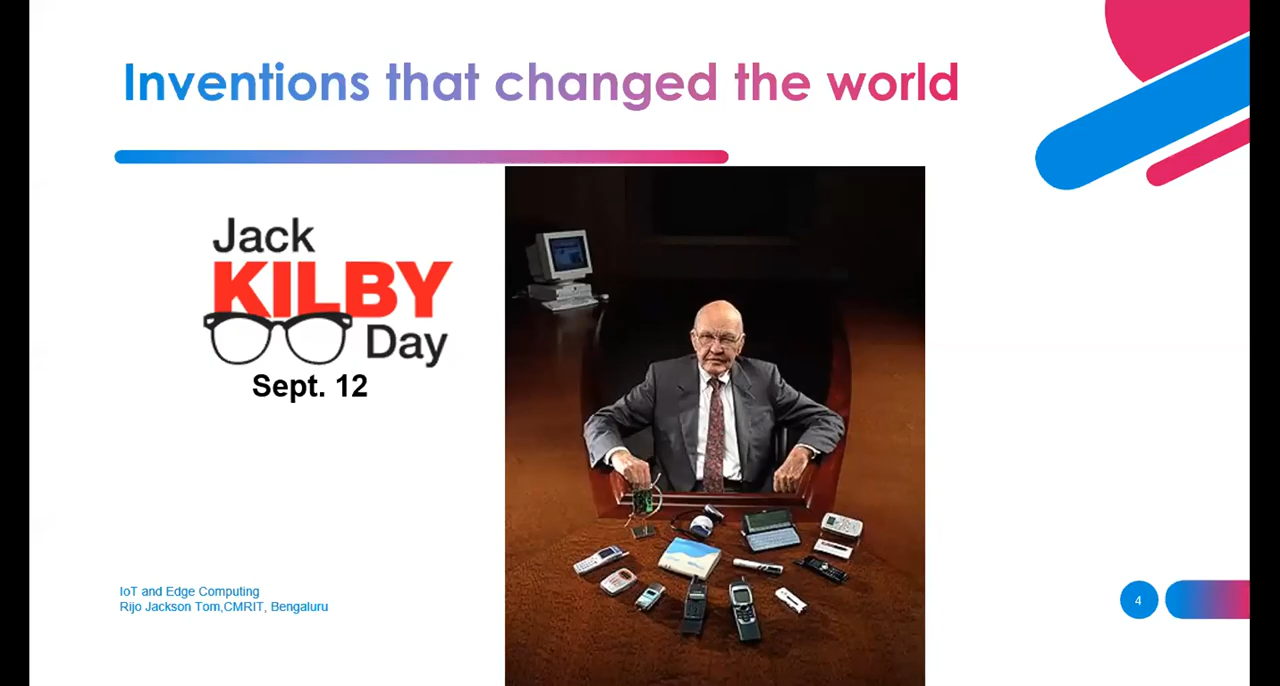 Inventions that changed the world
Jack
KILBY
Day
Sept. 12
IoT and Edge Computing
Rijo Jackson Tom,CMRIT, Bengaluru
4